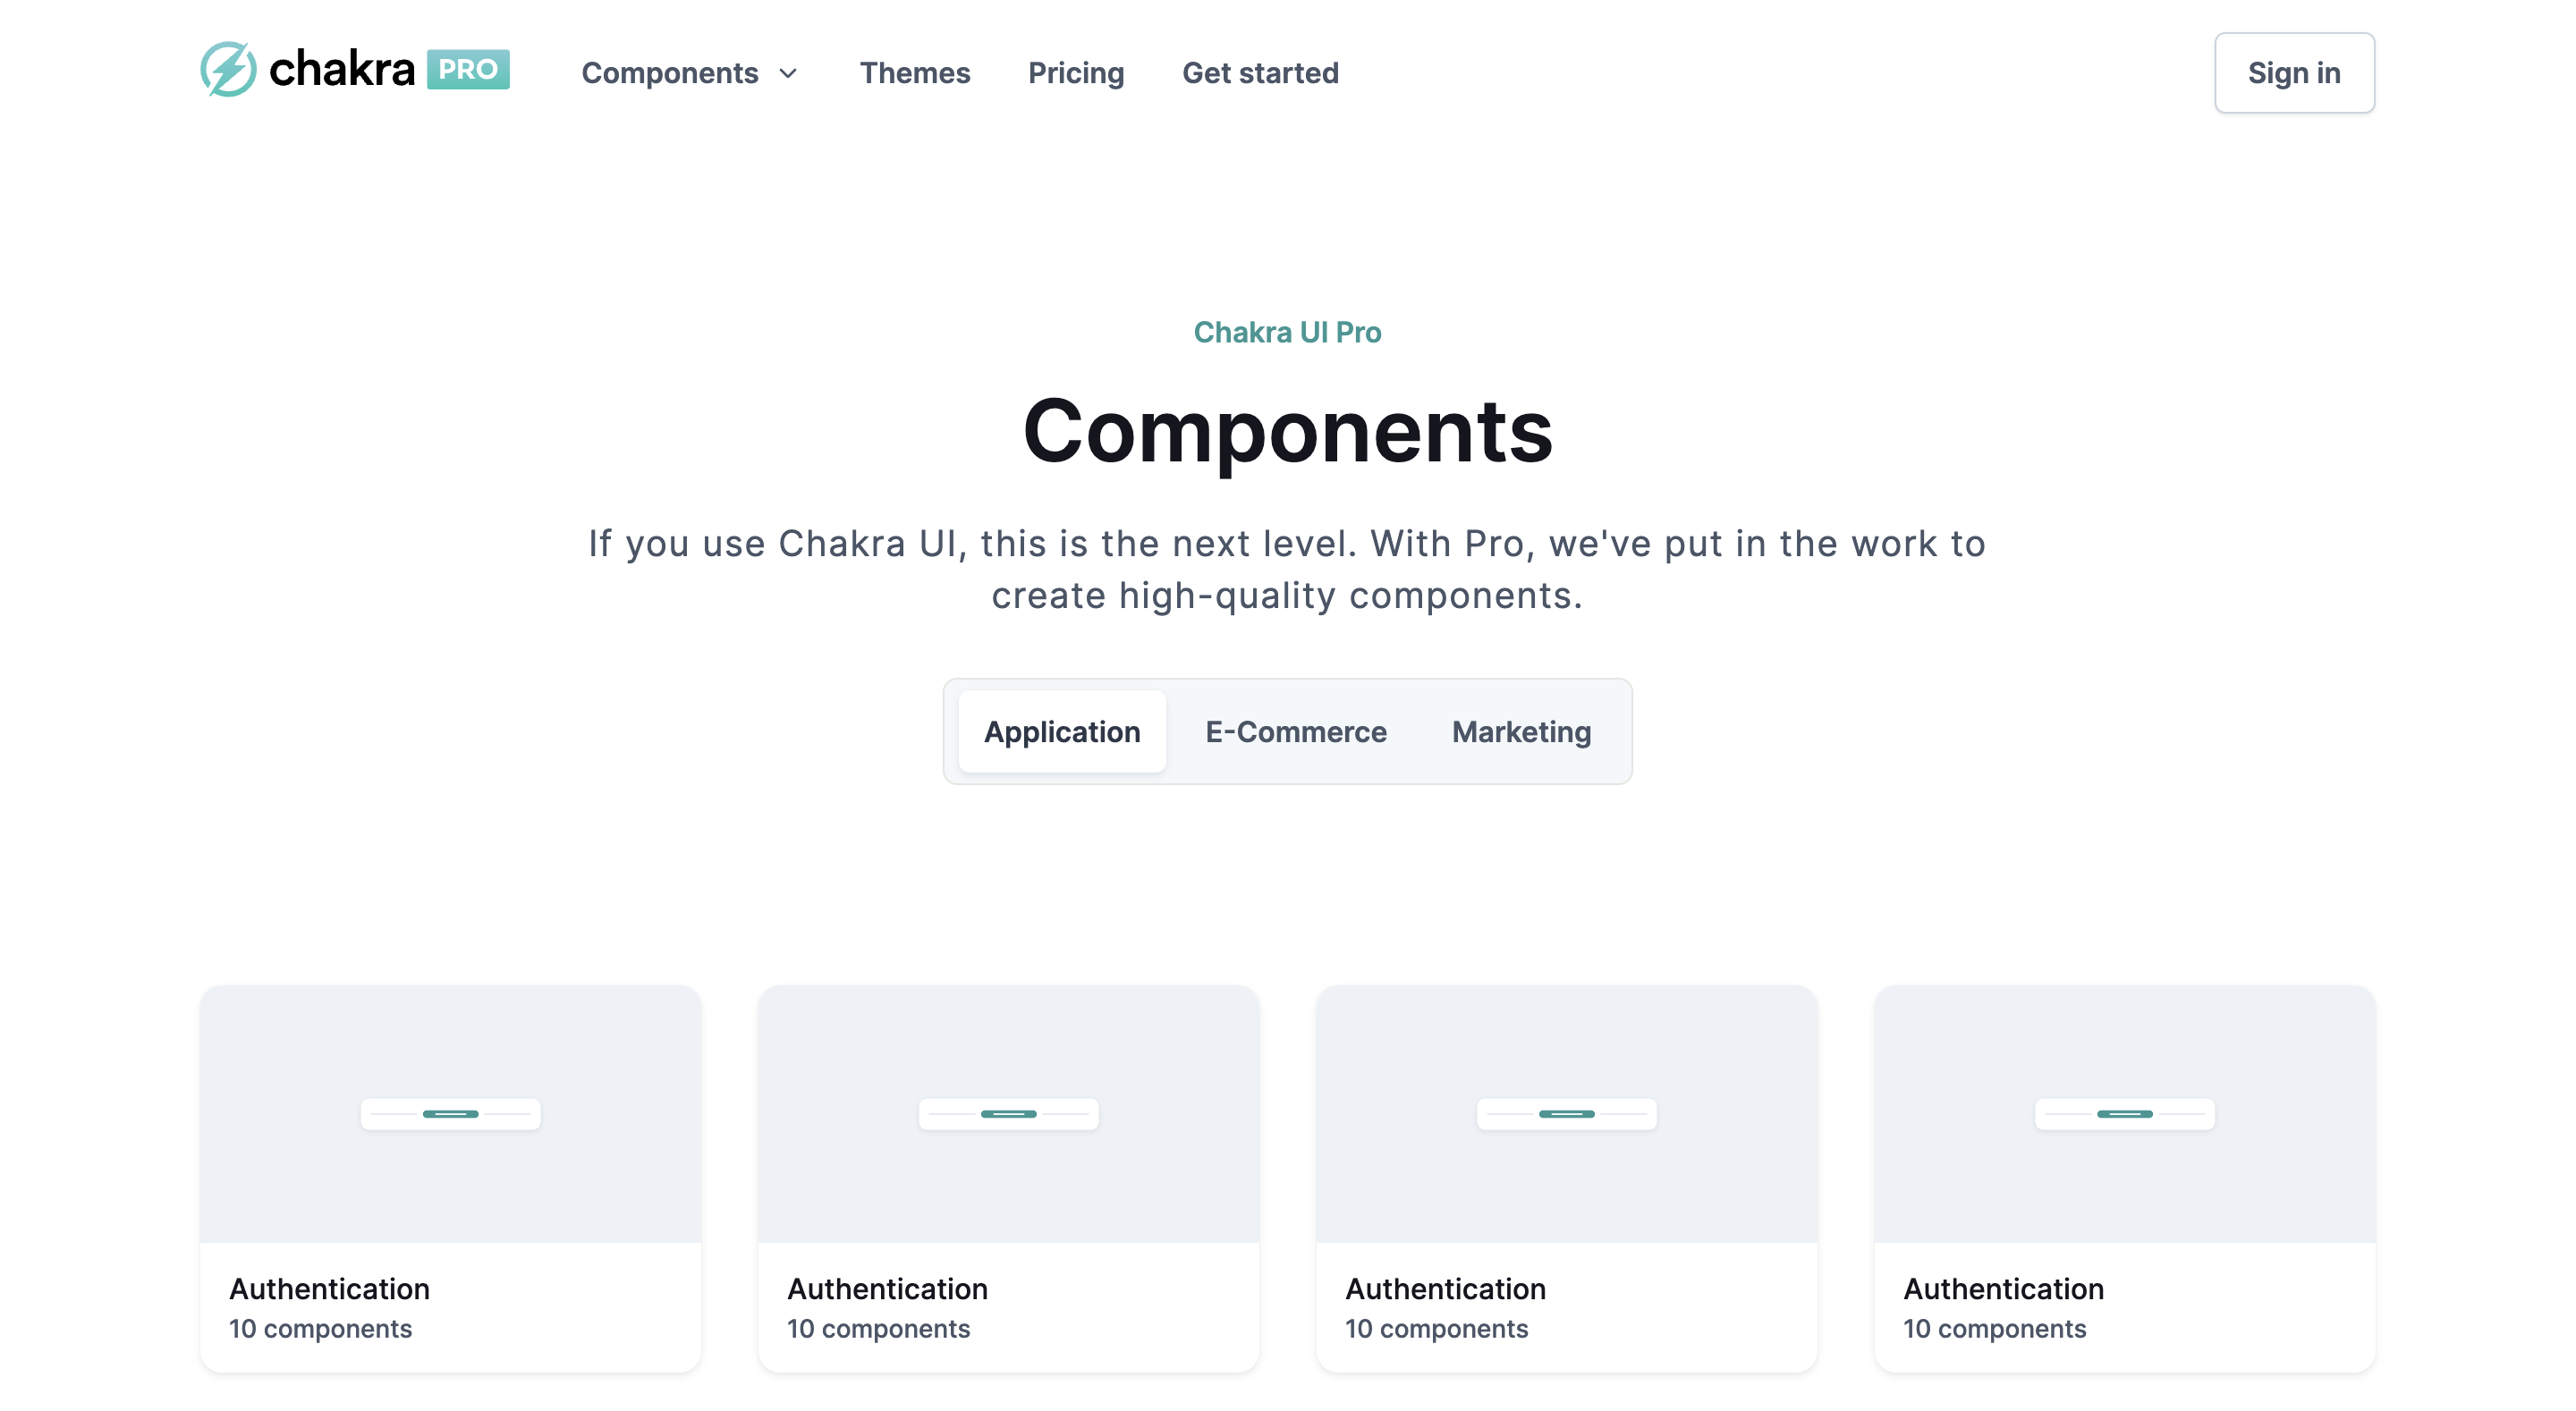 chakra PRO
Components
Themes
Pricing
Get started
Sign in
Chakra UI Pro
Components
If you use Chakra UI, this is the next level. With Pro, we've put in the work to
create high-quality components.
Application
E-Commerce
Marketing
Authentication
10 components
Authentication
10 components
Authentication
10 components
Authentication
10 components